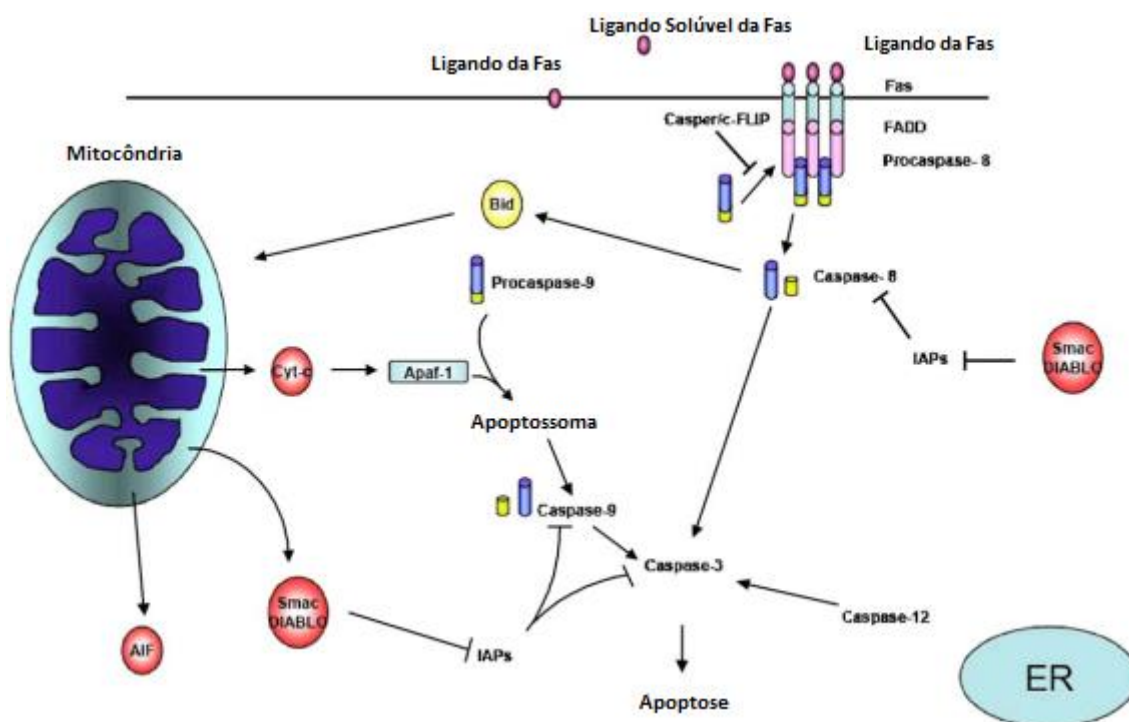 Ligando Solúvel da Fas
Ligando da Fas
Ligando da Fas
Fas
Casper/c-FLIP
FADD
Mitocôndria
Procaspase- 8
Bid
Procaspase-9
Caspase- 8
Smac
DIABLO
IAPs
Cyt-c
Apaf-1
Apoptossoma
Caspase-9
Caspase-3
Smac
DIABLO
Caspase-12
AIF
IAPs
ER
Apoptose